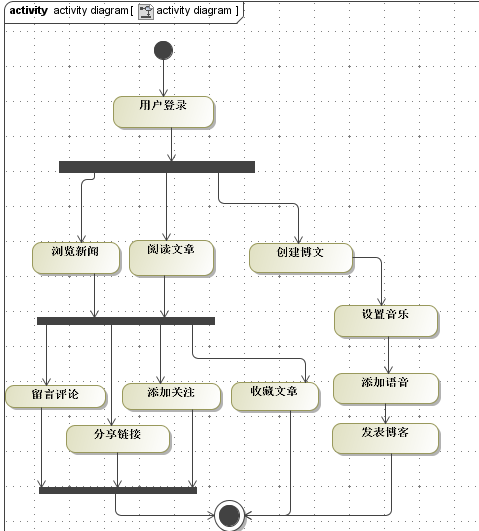 activity activity diagram[ activity diagram ]
用户登录
浏览新闻
阅读文章
创建博文
设置音乐
留言评论
添加关注
收藏文章
添加语音
分享链接
发表博客